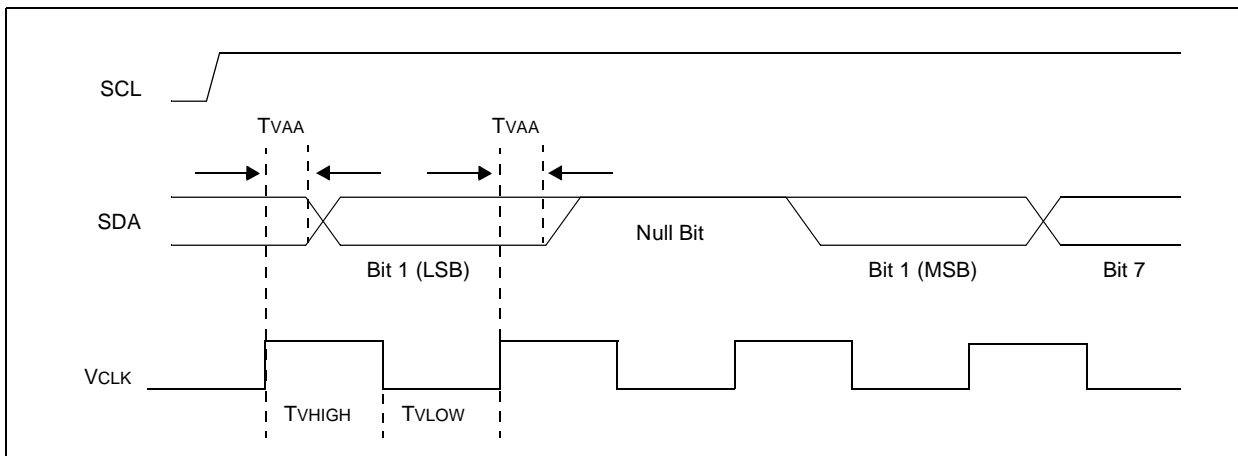 SCL
TVAA TVAA
SDA
Null Bit
Bit 1 (LSB) Bit 1 (MSB) Bit 7
VCLK
TVHIGH TVLOW